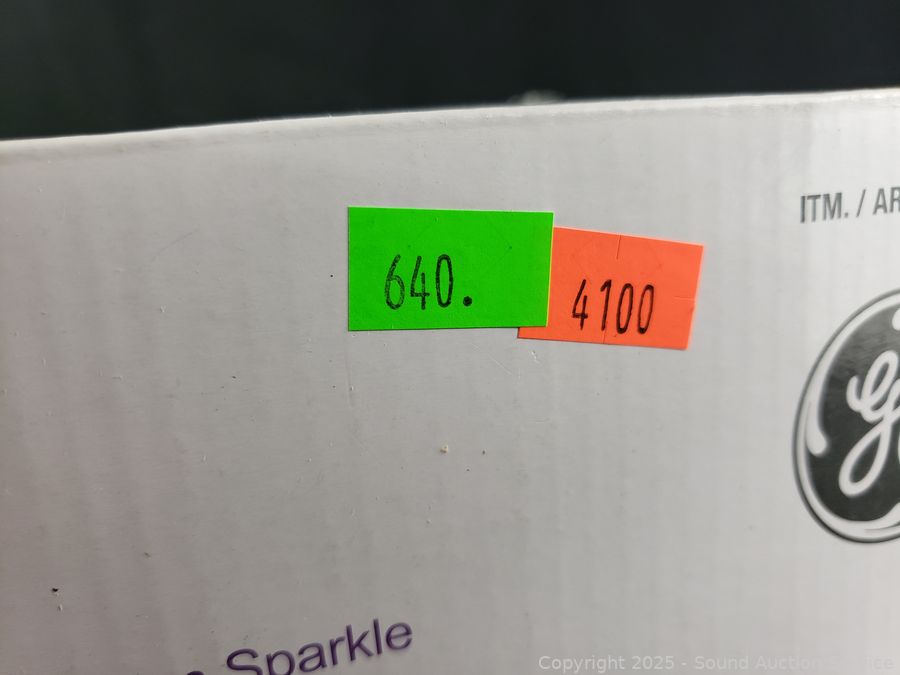 ITM. / AR
640.
4100
Sparkle
Copyright 2025 - Sound Auction Service